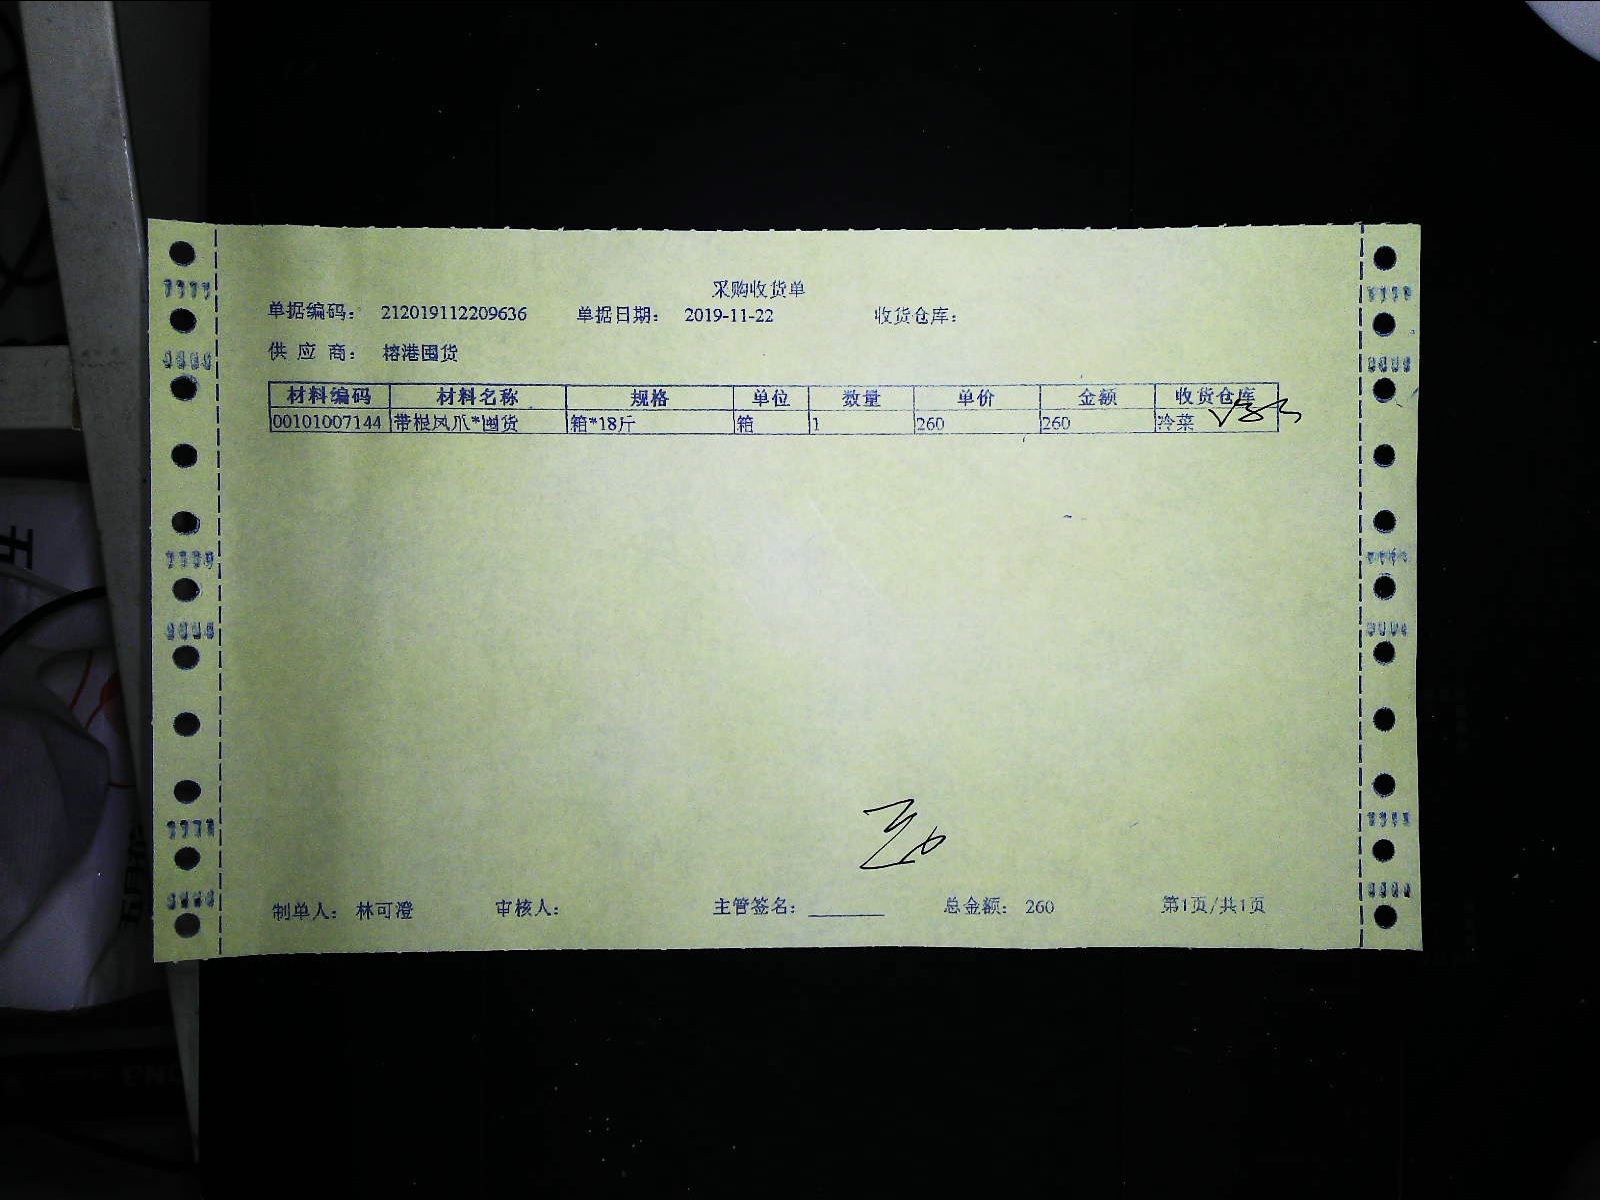 采购收货单
单据编码： 212019112209636 单据日期： 2019-11-22 收货仓库：
供应商： 榕港囤货
材料编码 材料名称 规格 单位 数量 单价 金额 收货仓库
00101007144 带根凤爪*囤货 箱*18斤 箱 1 260 260 冷菜
制单人： 林可澄 审核人： 主管签名： 总金额： 260 第1页/共1页